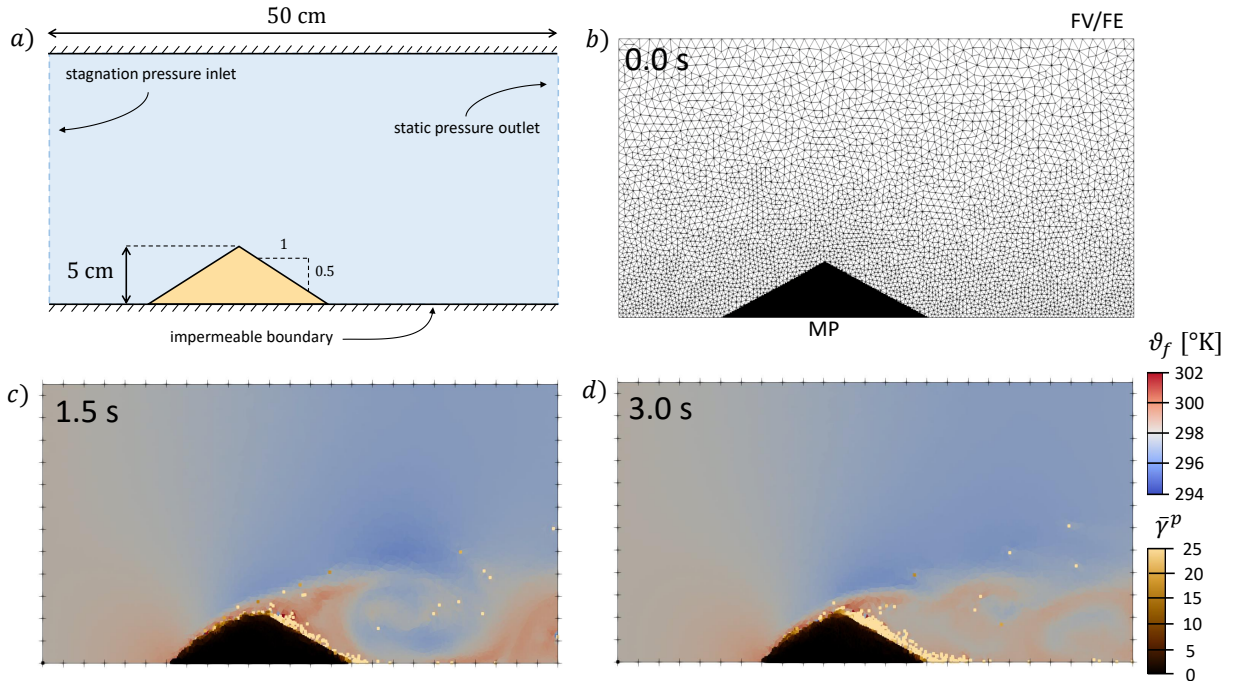 50 cm
a)
stagnation pressure inlet
static pressure outlet
1
0.5
5 cm
impermeable boundary
b)
FV/FE
0.0 s
MP
c)
1.5 s
d)
3.0 s
ϑ_f [°K]
302
300
298
296
294
γ̄^p
25
20
15
10
5
0